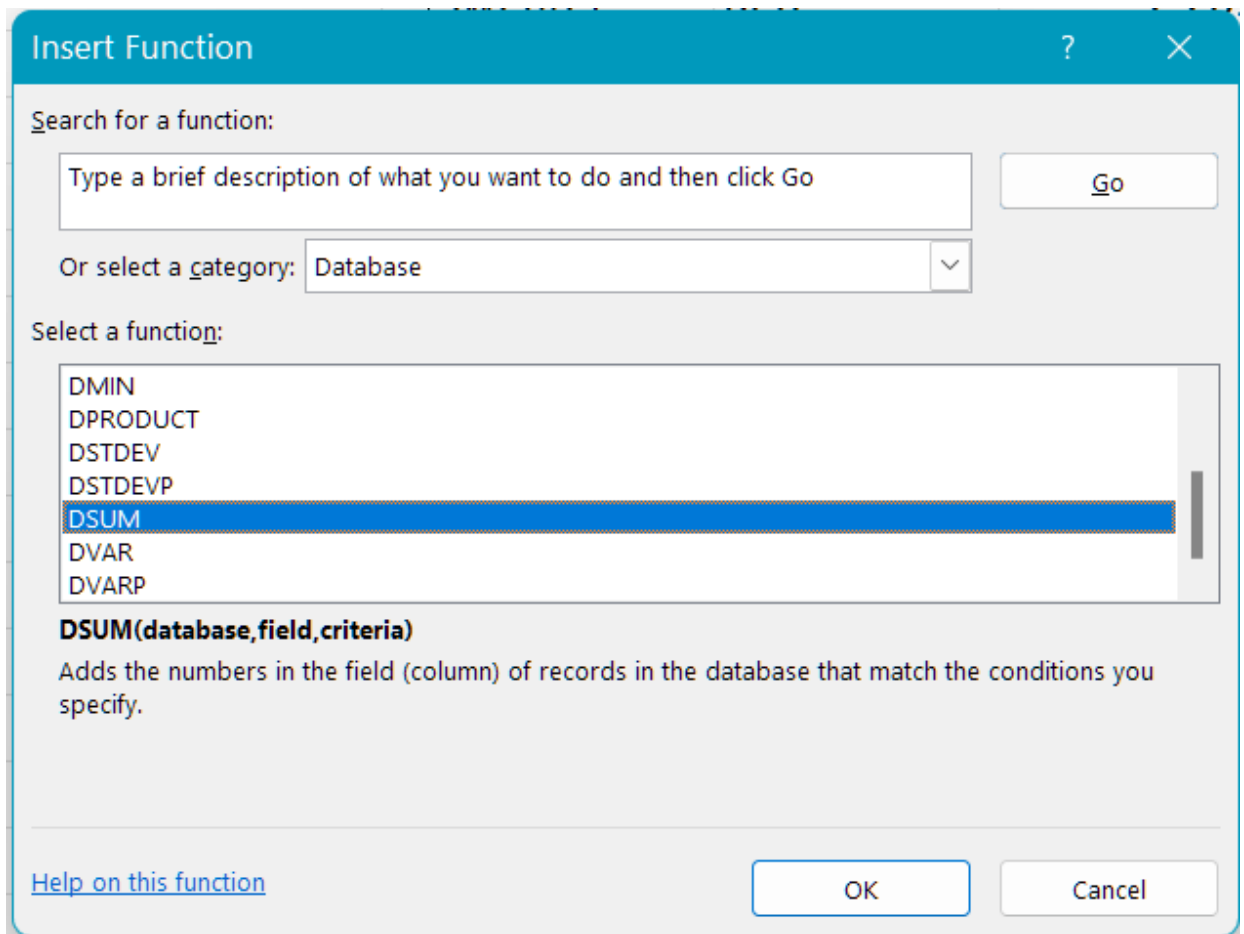 Insert Function
?
Search for a function:
Type a brief description of what you want to do and then click Go
Go
Or select a category: Database
Select a function:
DMIN
DPRODUCT
DSTDEV
DSTDEVP
DSUM
DVAR
DVARP
DSUM(database,field,criteria)
Adds the numbers in the field (column) of records in the database that match the conditions you
specify.
Help on this function
OK
Cancel